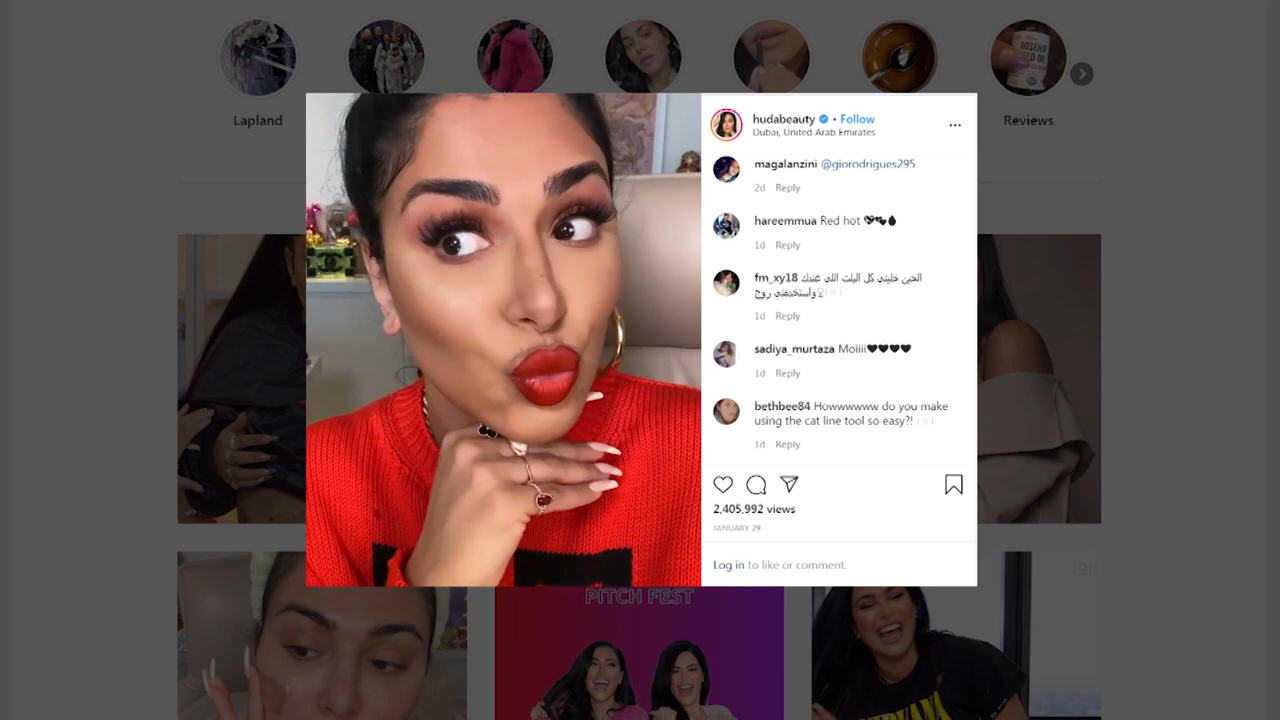 Lapland
Reviews
hudabeauty • Follow
Dubai, United Arab Emirates
magalanzini @giorodrigues295
2d Reply
hareemmua Red hot
1d Reply
fm_xy18 الحين خليتي كل البلت اللي عندك
واستخدمتي روج
1d Reply
sadiya_murtaza Moiiii🖤🖤🖤🖤
1d Reply
bethbee84 Howwwwww do you make
using the cat line tool so easy?!
1d Reply
2,405,992 views
JANUARY 29
Log in to like or comment.
PITCH FEST